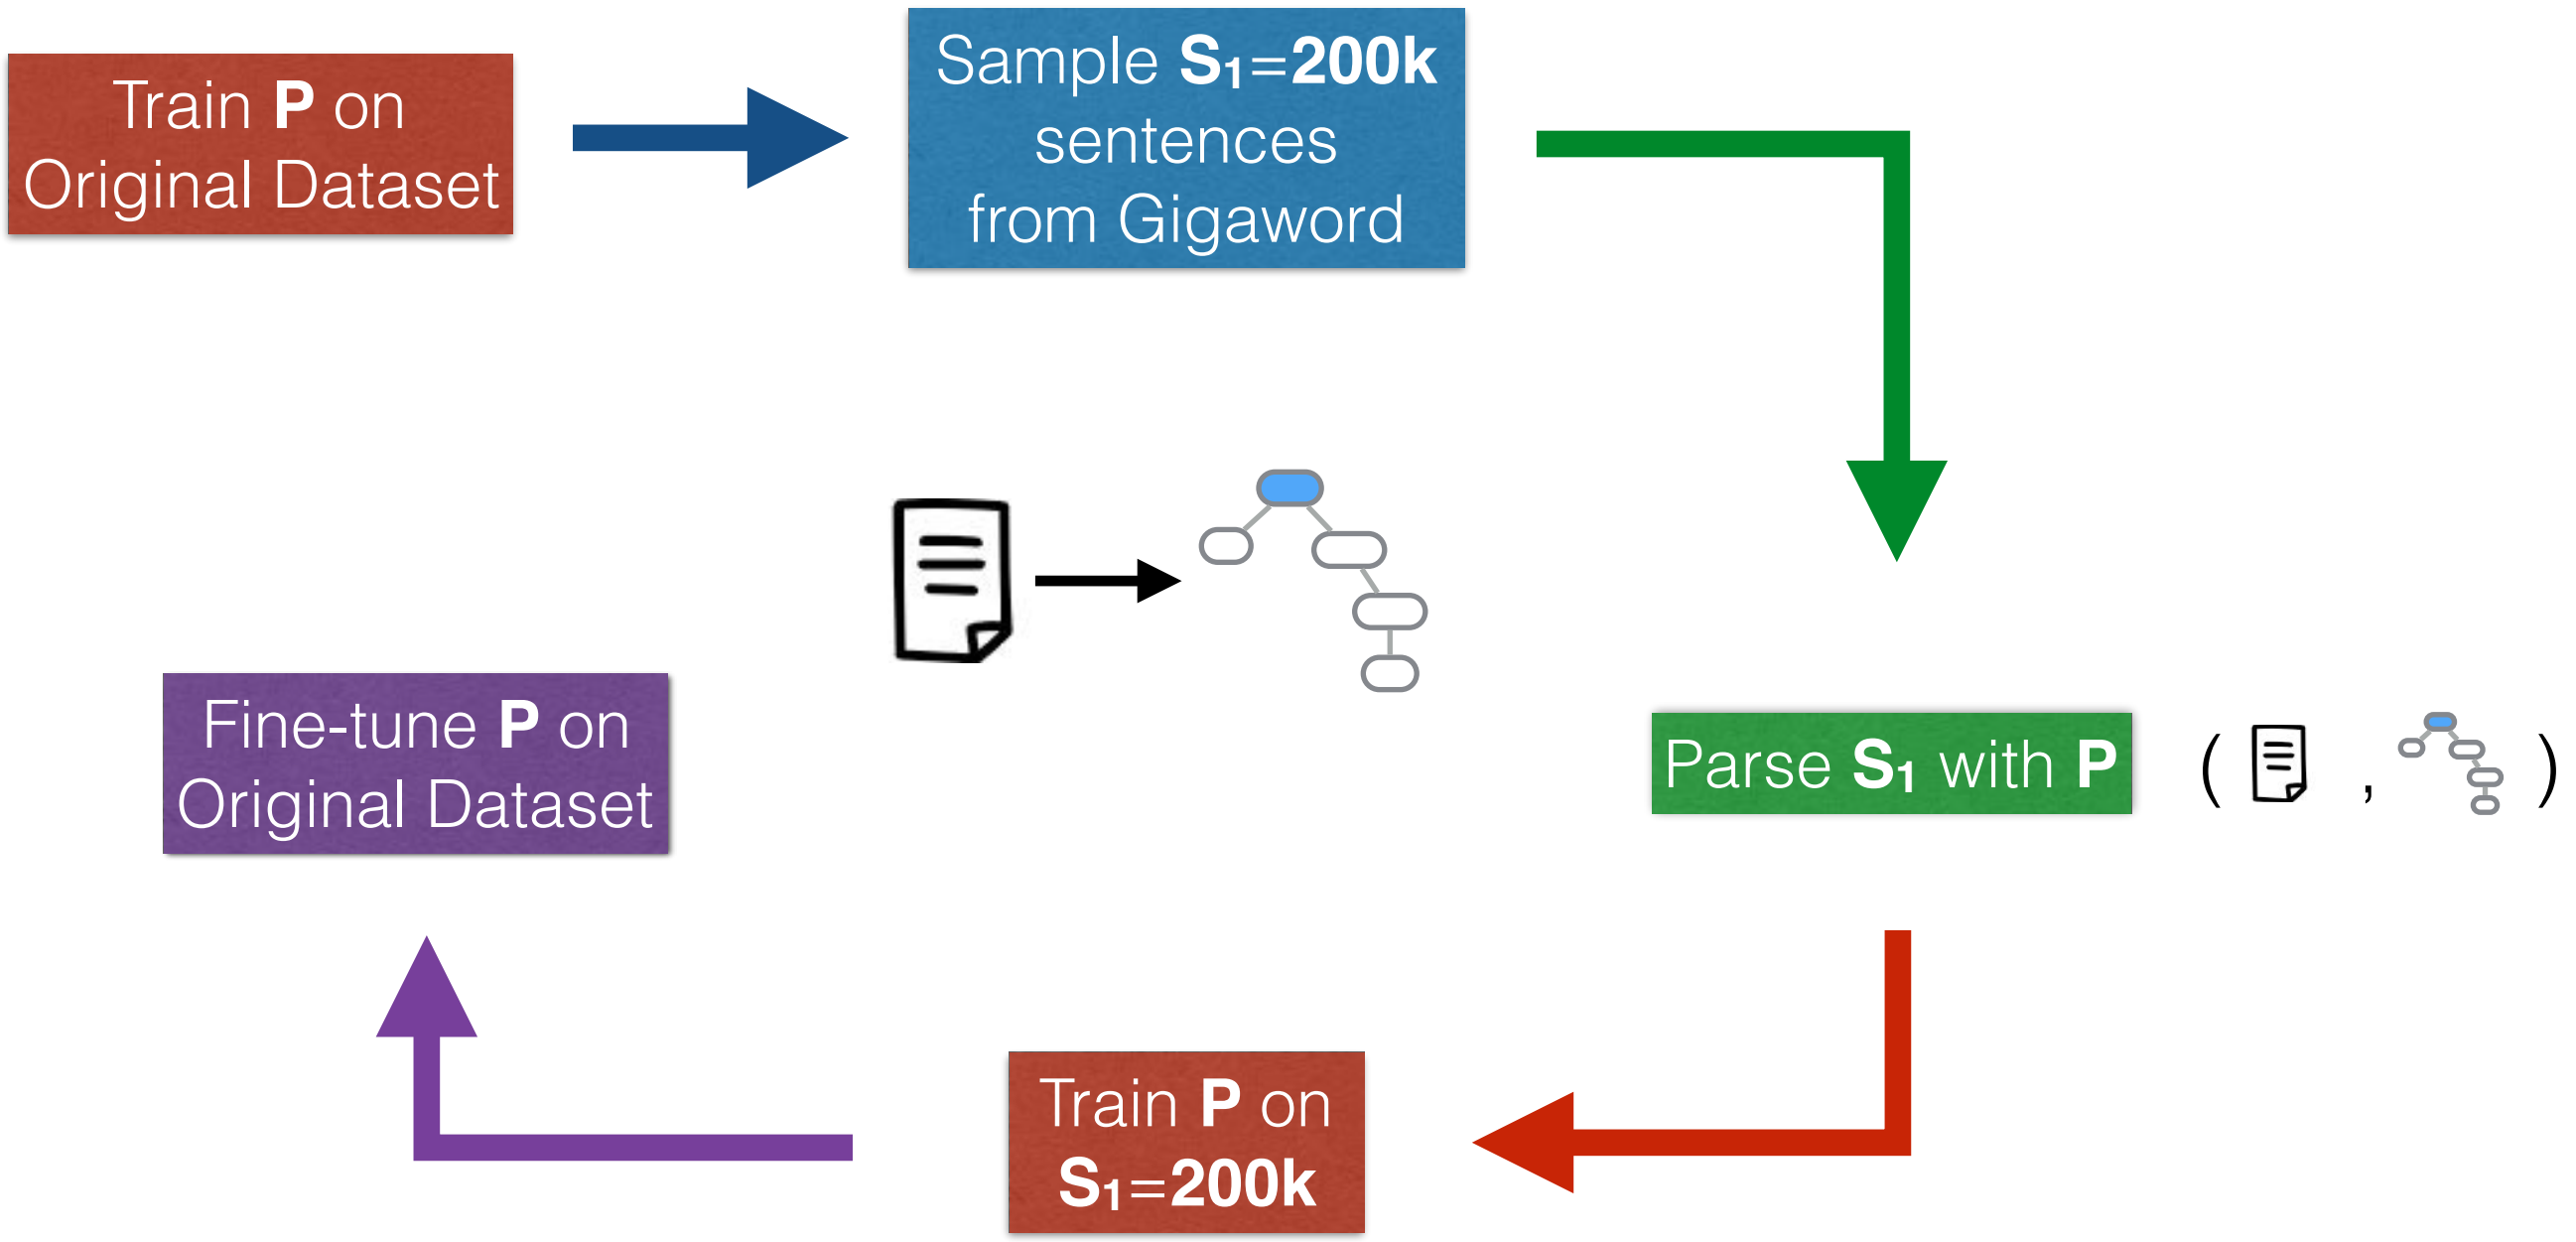 Train P on
Original Dataset
Sample S₁=200k
sentences
from Gigaword
Parse S₁ with P
( , )
Train P on
S₁=200k
Fine-tune P on
Original Dataset